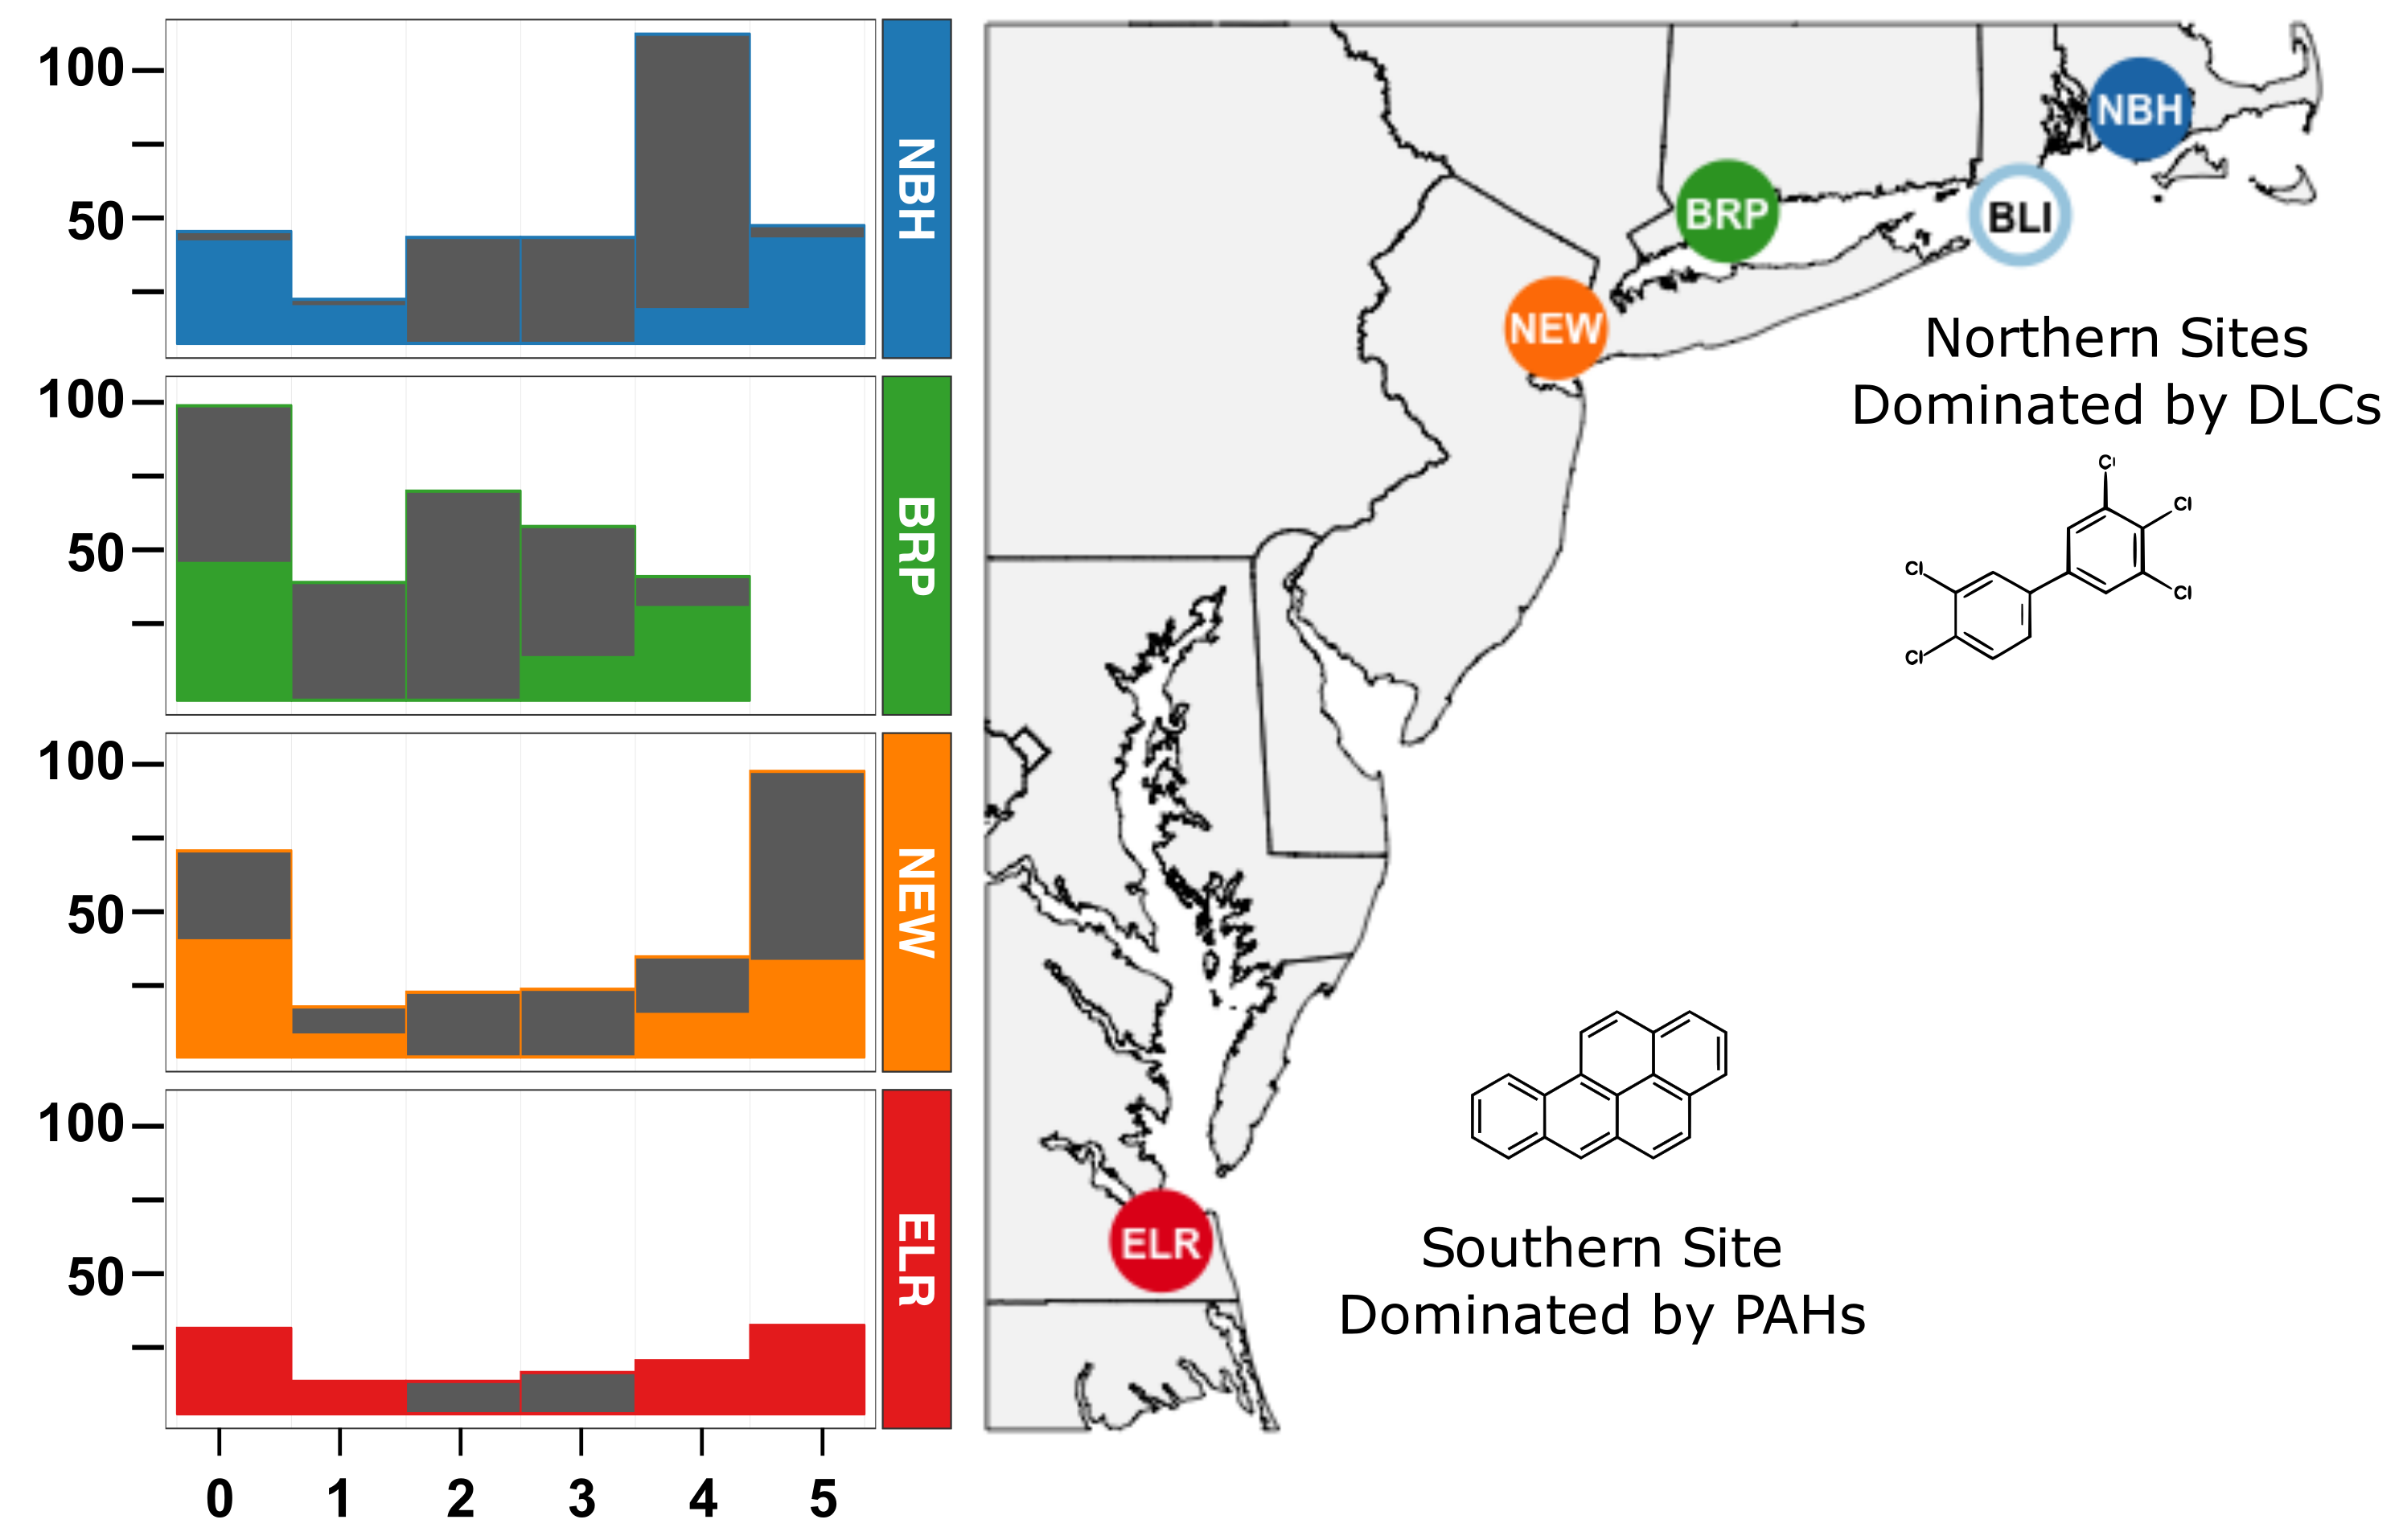 100
50
NBH
100
50
BRP
100
50
NEW
100
50
ELR
0 1 2 3 4 5
NBH
BRP
BLI
NEW
Northern Sites
Dominated by DLCs
Cl
Cl
Cl
Cl
Cl
ELR
Southern Site
Dominated by PAHs